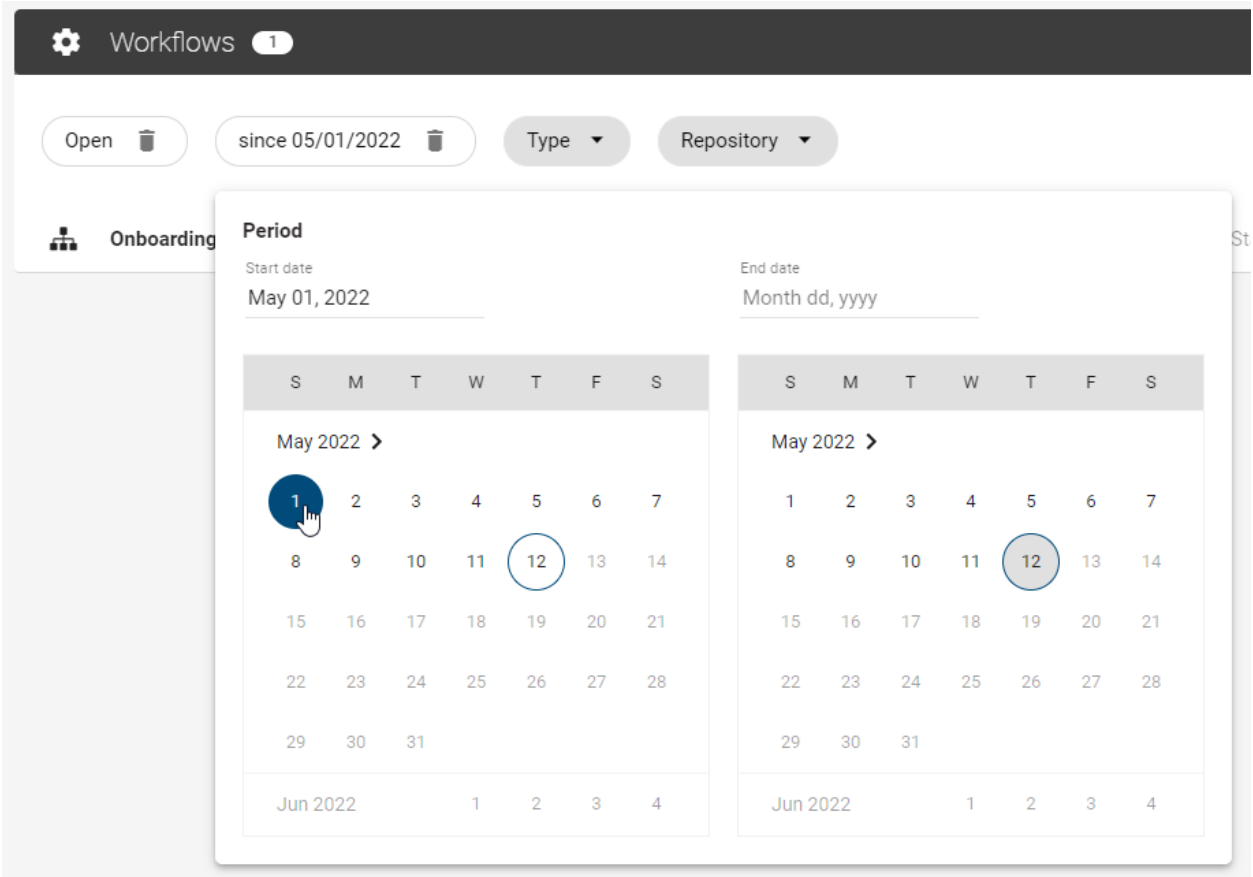 Workflows 1
Open since 05/01/2022 Type Repository
Onboarding
Period
Start date End date
May 01, 2022 Month dd, yyyy
S M T W T F S S M T W T F S
May 2022 May 2022
1 2 3 4 5 6 7 1 2 3 4 5 6 7
8 9 10 11 12 13 14 8 9 10 11 12 13 14
15 16 17 18 19 20 21 15 16 17 18 19 20 21
22 23 24 25 26 27 28 22 23 24 25 26 27 28
29 30 31 29 30 31
Jun 2022 1 2 3 4 Jun 2022 1 2 3 4